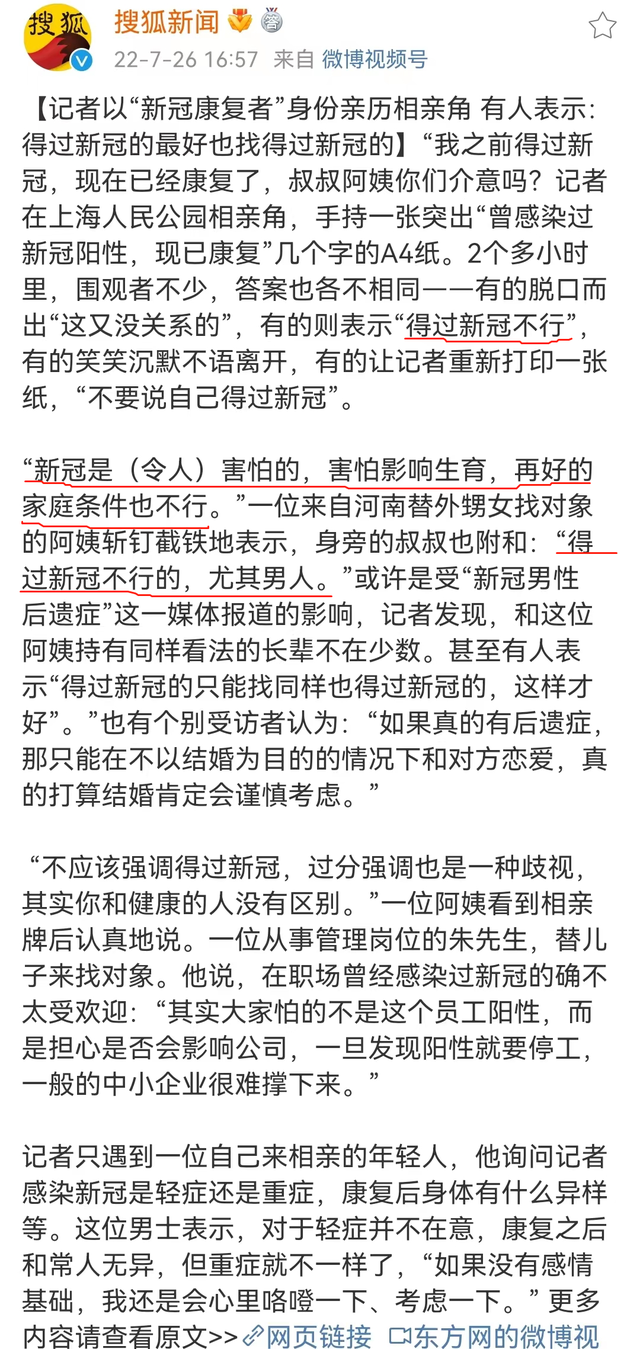 搜狐
搜狐新闻
22-7-26 16:57 来自 微博视频号
【记者以“新冠康复者”身份亲历相亲角 有人表示：
得过新冠的最好也找得过新冠的】“我之前得过新
冠，现在已经康复了，叔叔阿姨你们介意吗？记者
在上海人民公园相亲角，手持一张突出“曾感染过
新冠阳性，现已康复”几个字的A4纸。2个多小时
里，围观者不少，答案也各不相同——有的脱口而
出“这又没关系的”，有的则表示“得过新冠不行”，
有的笑笑沉默不语离开，有的让记者重新打印一张
纸，“不要说自己得过新冠”。
“新冠是（令人）害怕的，害怕影响生育，再好的
家庭条件也不行。”一位来自河南替外甥女找对象
的阿姨斩钉截铁地表示，身旁的叔叔也附和：“得
过新冠不行的，尤其男人。”或许是受“新冠男性
后遗症”这一媒体报道的影响，记者发现，和这位
阿姨持有同样看法的长辈不在少数。甚至有人表
示“得过新冠的只能找同样也得过新冠的，这样才
好”。”也有个别受访者认为：“如果真的有后遗症，
那只能在不以结婚为目的的情况下和对方恋爱，真
的打算结婚肯定会谨慎考虑。”
“不应该强调得过新冠，过分强调也是一种歧视，
其实你和健康的人没有区别。”一位阿姨看到相亲
牌后认真地说。一位从事管理岗位的朱先生，替儿
子来找对象。他说，在职场曾经感染过新冠的确不
太受欢迎：“其实大家怕的不是这个员工阳性，而
是担心是否会影响公司，一旦发现阳性就要停工，
一般的中小企业很难撑下来。”
记者只遇到一位自己来相亲的年轻人，他询问记者
感染新冠是轻症还是重症，康复后身体有什么异样
等。这位男士表示，对于轻症并不在意，康复之后
和常人无异，但重症就不一样了，“如果没有感情
基础，我还是会心里咯噔一下、考虑一下。” 更多
内容请查看原文>>网页链接 东方网的微博视